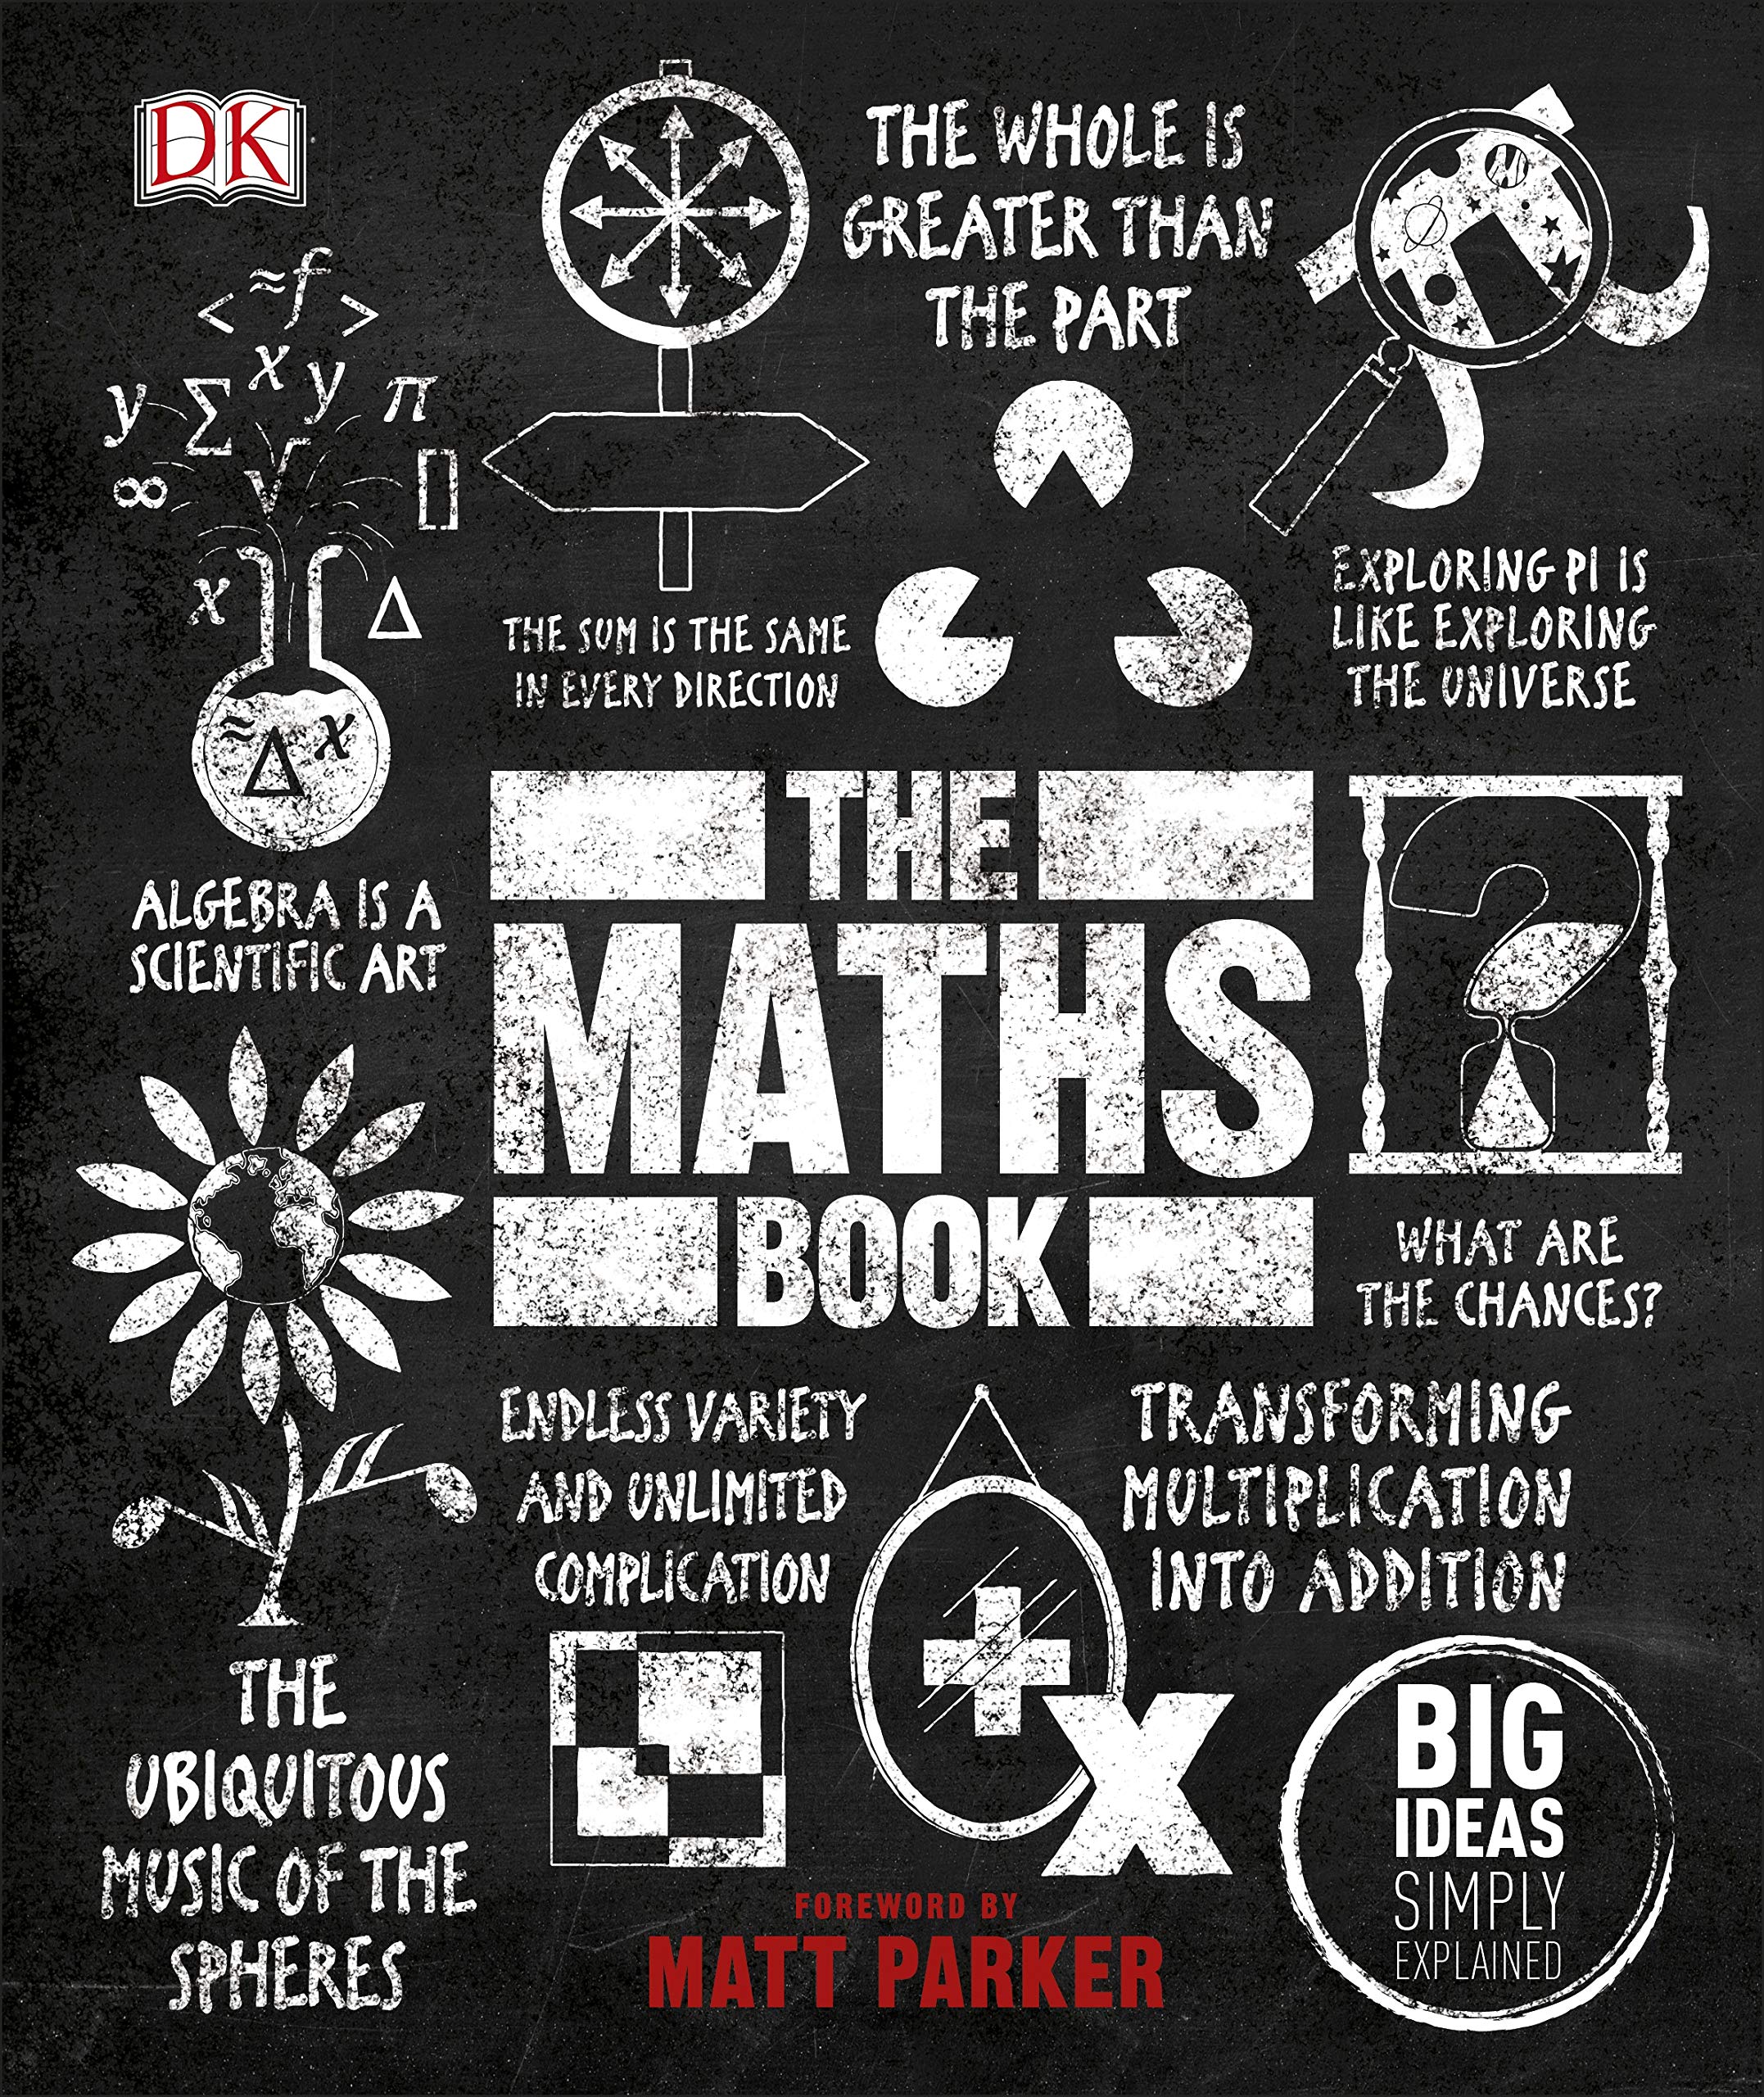 DK
THE WHOLE IS
GREATER THAN
THE PART
< ≈ f >
x
y Σ y π
∞ √ []
x Δ
≈ Δ x
THE SUM IS THE SAME
IN EVERY DIRECTION
EXPLORING PI IS
LIKE EXPLORING
THE UNIVERSE
ALGEBRA IS A
SCIENTIFIC ART
THE
MATHS
BOOK
?
WHAT ARE
THE CHANCES?
ENDLESS VARIETY
AND UNLIMITED
COMPLICATION
TRANSFORMING
MULTIPLICATION
INTO ADDITION
+
X
THE
UBIQUITOUS
MUSIC OF THE
SPHERES
FOREWORD BY
MATT PARKER
BIG
IDEAS
SIMPLY
EXPLAINED